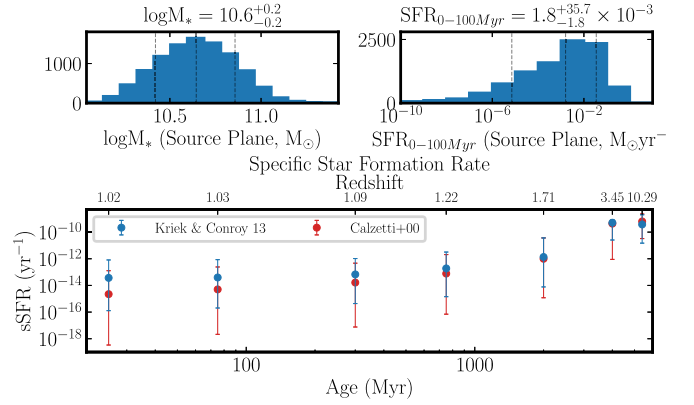 logM* = 10.6+0.2 −0.2
SFR0−100Myr = 1.8+35.7 −1.8 × 10−3
1000
0
10.5
11.0
logM* (Source Plane, M⊙)
2500
0
10−10
10−6
10−2
SFR0−100Myr (Source Plane, M⊙yr−
Specific Star Formation Rate
Redshift
1.02
1.03
1.09
1.22
1.71
3.45
10.29
Kriek & Conroy 13
Calzetti+00
sSFR (yr−1)
10−10
10−12
10−14
10−16
10−18
100
1000
Age (Myr)